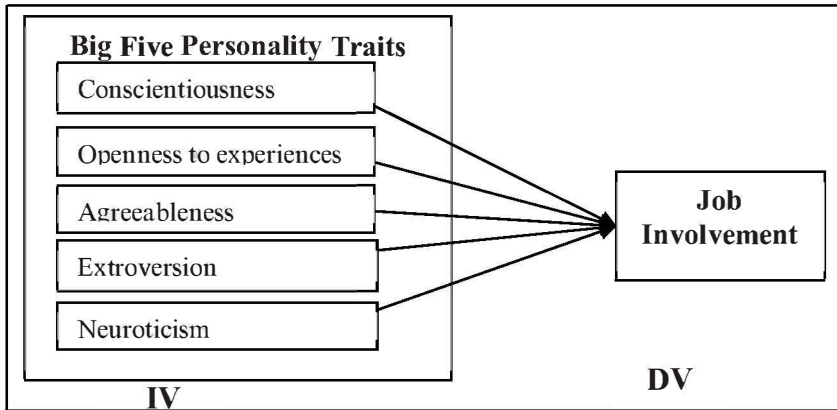 Big Five Personality Traits
Conscientiousness
Openness to experiences
Agreeableness
Extroversion
Neuroticism
IV
Job
Involvement
DV